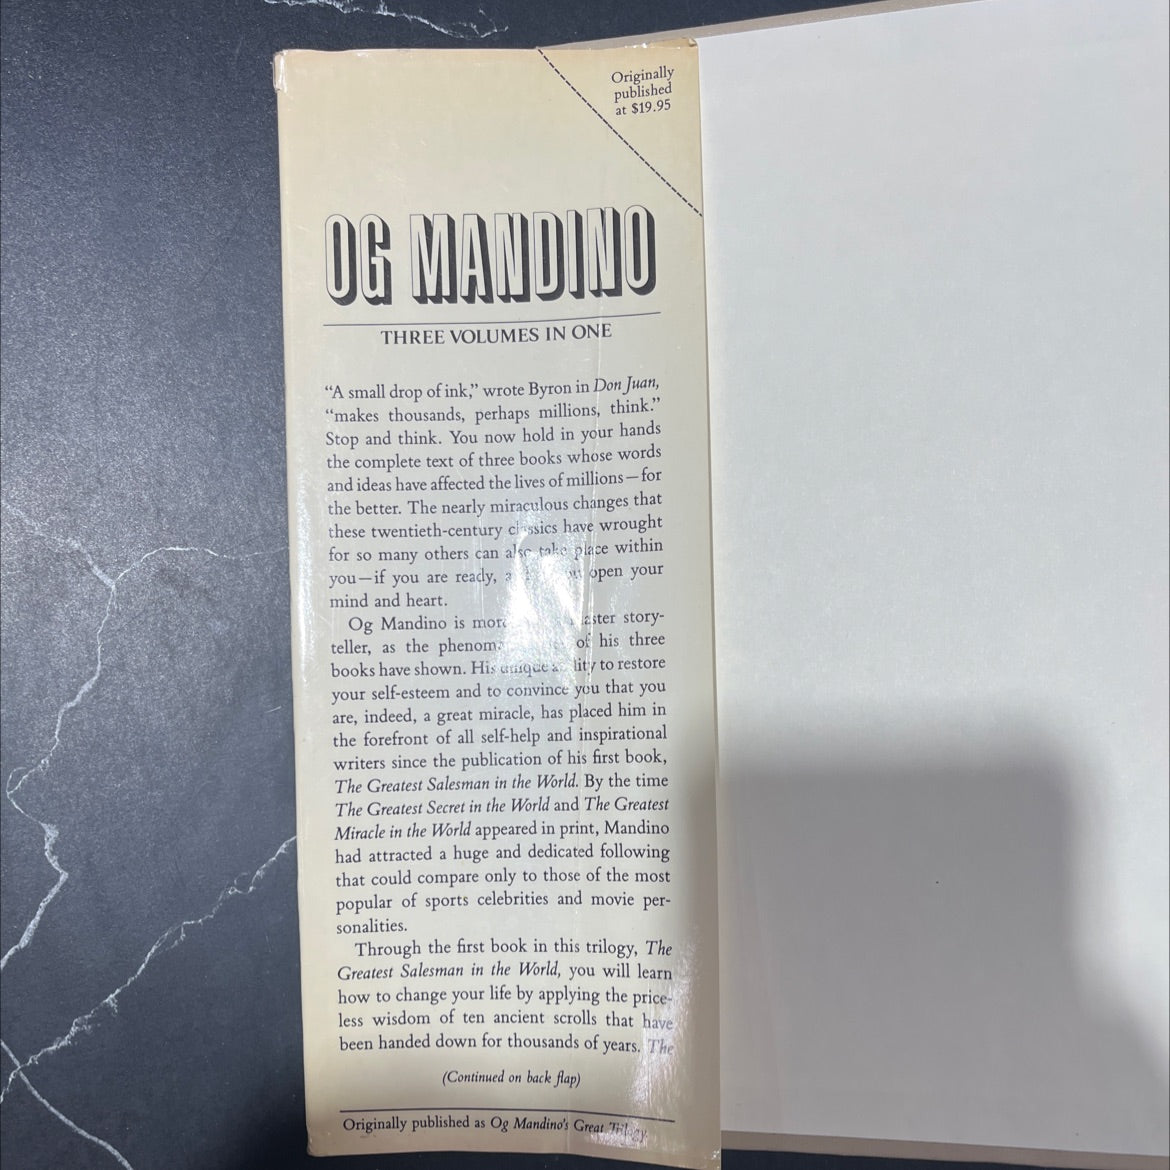 Originally
published
at $19.95
OG MANDINO
THREE VOLUMES IN ONE
“A small drop of ink,” wrote Byron in Don Juan,
“makes thousands, perhaps millions, think.”
Stop and think. You now hold in your hands
the complete text of three books whose words
and ideas have affected the lives of millions—for
the better. The nearly miraculous changes that
these twentieth-century classics have wrought
for so many others can also take place within
you—if you are ready, open your
mind and heart.
Og Mandino is more story-
teller, as the of his three
books have shown. His unique ability to restore
your self-esteem and to convince you that you
are, indeed, a great miracle, has placed him in
the forefront of all self-help and inspirational
writers since the publication of his first book,
The Greatest Salesman in the World. By the time
The Greatest Secret in the World and The Greatest
Miracle in the World appeared in print, Mandino
had attracted a huge and dedicated following
that could compare only to those of the most
popular of sports celebrities and movie per-
sonalities.
Through the first book in this trilogy, The
Greatest Salesman in the World, you will learn
how to change your life by applying the price-
less wisdom of ten ancient scrolls that have
been handed down for thousands of years. The
(Continued on back flap)
Originally published as Og Mandino's Great Trilogy